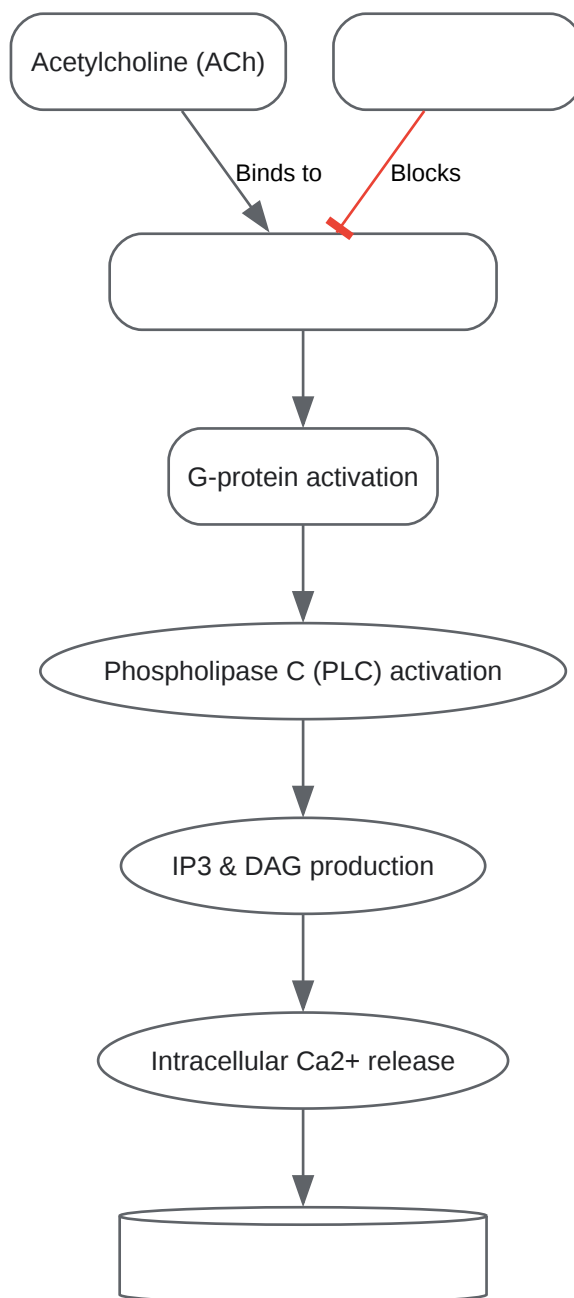 Acetylcholine (ACh)
Binds to
Blocks
G-protein activation
Phospholipase C (PLC) activation
IP3 & DAG production
Intracellular Ca2+ release